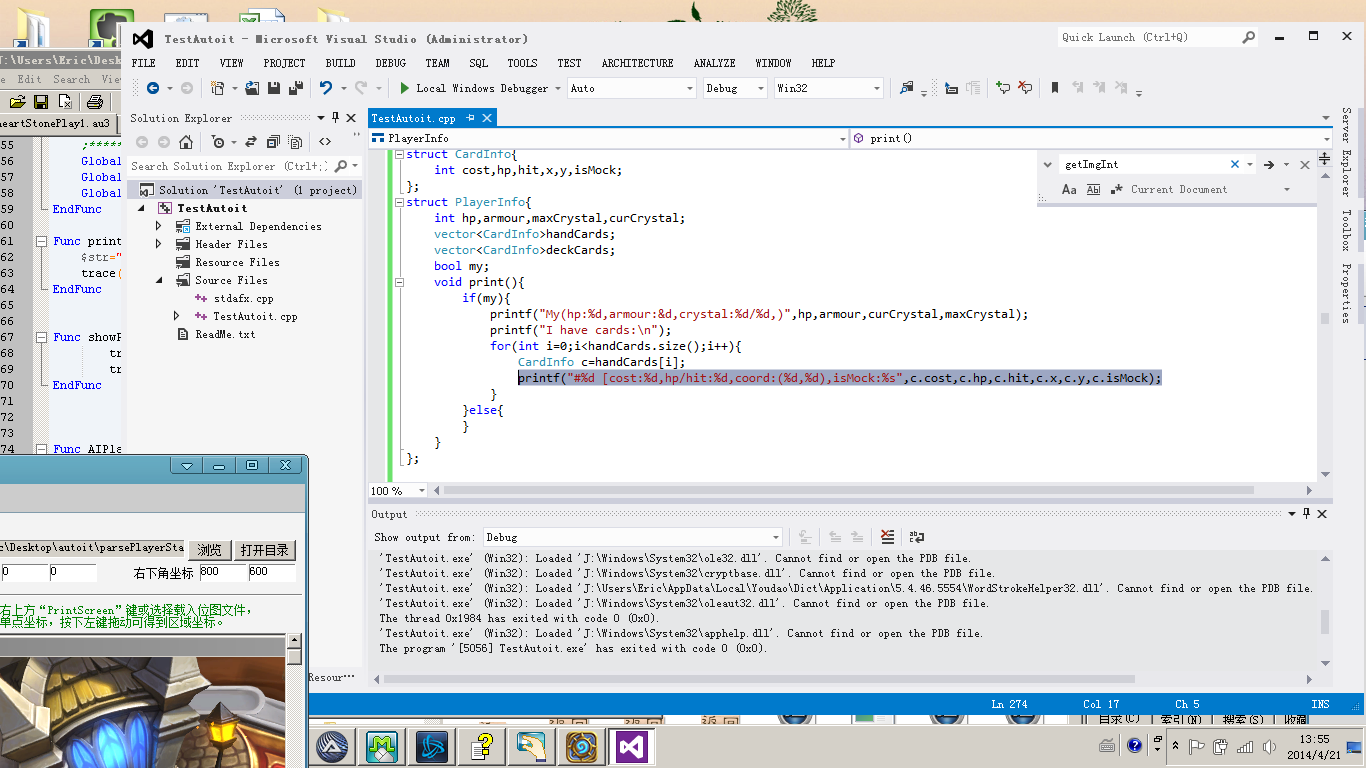 TestAutoit - Microsoft Visual Studio (Administrator)
Quick Launch (Ctrl+Q)
FILE EDIT VIEW PROJECT BUILD DEBUG TEAM SQL TOOLS TEST ARCHITECTURE ANALYZE WINDOW HELP
Local Windows Debugger Auto Debug Win32
T:\Users\Eric\Desk
e Edit Search View
eartStonePlay1.au3
55 ;*****
56 Global
57 Global
58 Global
59 EndFunc
60
61 Func print
62 $str="
63 trace(
64 EndFunc
65
66
67 Func showP
68 tr
69 tr
70 EndFunc
71
72
73
74 Func AIPla
Solution Explorer
Search Solution Explorer (Ctrl+;)
Solution 'TestAutoit' (1 project)
TestAutoit
External Dependencies
Header Files
Resource Files
Source Files
stdafx.cpp
TestAutoit.cpp
ReadMe.txt
TestAutoit.cpp
PlayerInfo print()
getImgInt
Aa Ab Current Document
struct CardInfo{
int cost,hp,hit,x,y,isMock;
};
struct PlayerInfo{
int hp,armour,maxCrystal,curCrystal;
vector<CardInfo>handCards;
vector<CardInfo>deckCards;
bool my;
void print(){
if(my){
printf("My(hp:%d,armour:&d,crystal:%d/%d,)",hp,armour,curCrystal,maxCrystal);
printf("I have cards:\n");
for(int i=0;i<handCards.size();i++){
CardInfo c=handCards[i];
printf("#%d [cost:%d,hp/hit:%d,coord:(%d,%d),isMock:%s",c.cost,c.hp,c.hit,c.x,c.y,c.isMock);
}
}else{
}
}
};
100 %
Server Explorer
Toolbox
Properties
Output
Show output from: Debug
'TestAutoit.exe' (Win32): Loaded 'J:\Windows\System32\ole32.dll'. Cannot find or open the PDB file.
'TestAutoit.exe' (Win32): Loaded 'J:\Windows\System32\cryptbase.dll'. Cannot find or open the PDB file.
'TestAutoit.exe' (Win32): Loaded 'J:\Users\Eric\AppData\Local\Youdao\Dict\Application\5.4.46.5554\WordStrokeHelper32.dll'. Cannot find or open the PDB file.
'TestAutoit.exe' (Win32): Loaded 'J:\Windows\System32\oleaut32.dll'. Cannot find or open the PDB file.
The thread 0x1984 has exited with code 0 (0x0).
'TestAutoit.exe' (Win32): Loaded 'J:\Windows\System32\apphelp.dll'. Cannot find or open the PDB file.
The program '[5056] TestAutoit.exe' has exited with code 0 (0x0).
c\Desktop\autoit\parsePlayerSta 浏览 打开目录
0 0 右下角坐标 800 600
右上方“PrintScreen”键或选择载入位图文件，
单点坐标，按下左键拖动可得到区域坐标。
Resour...
Ln 274 Col 17 Ch 5 INS
目录(C) 索引(N) 搜索(S) 收藏
13:55
2014/4/21